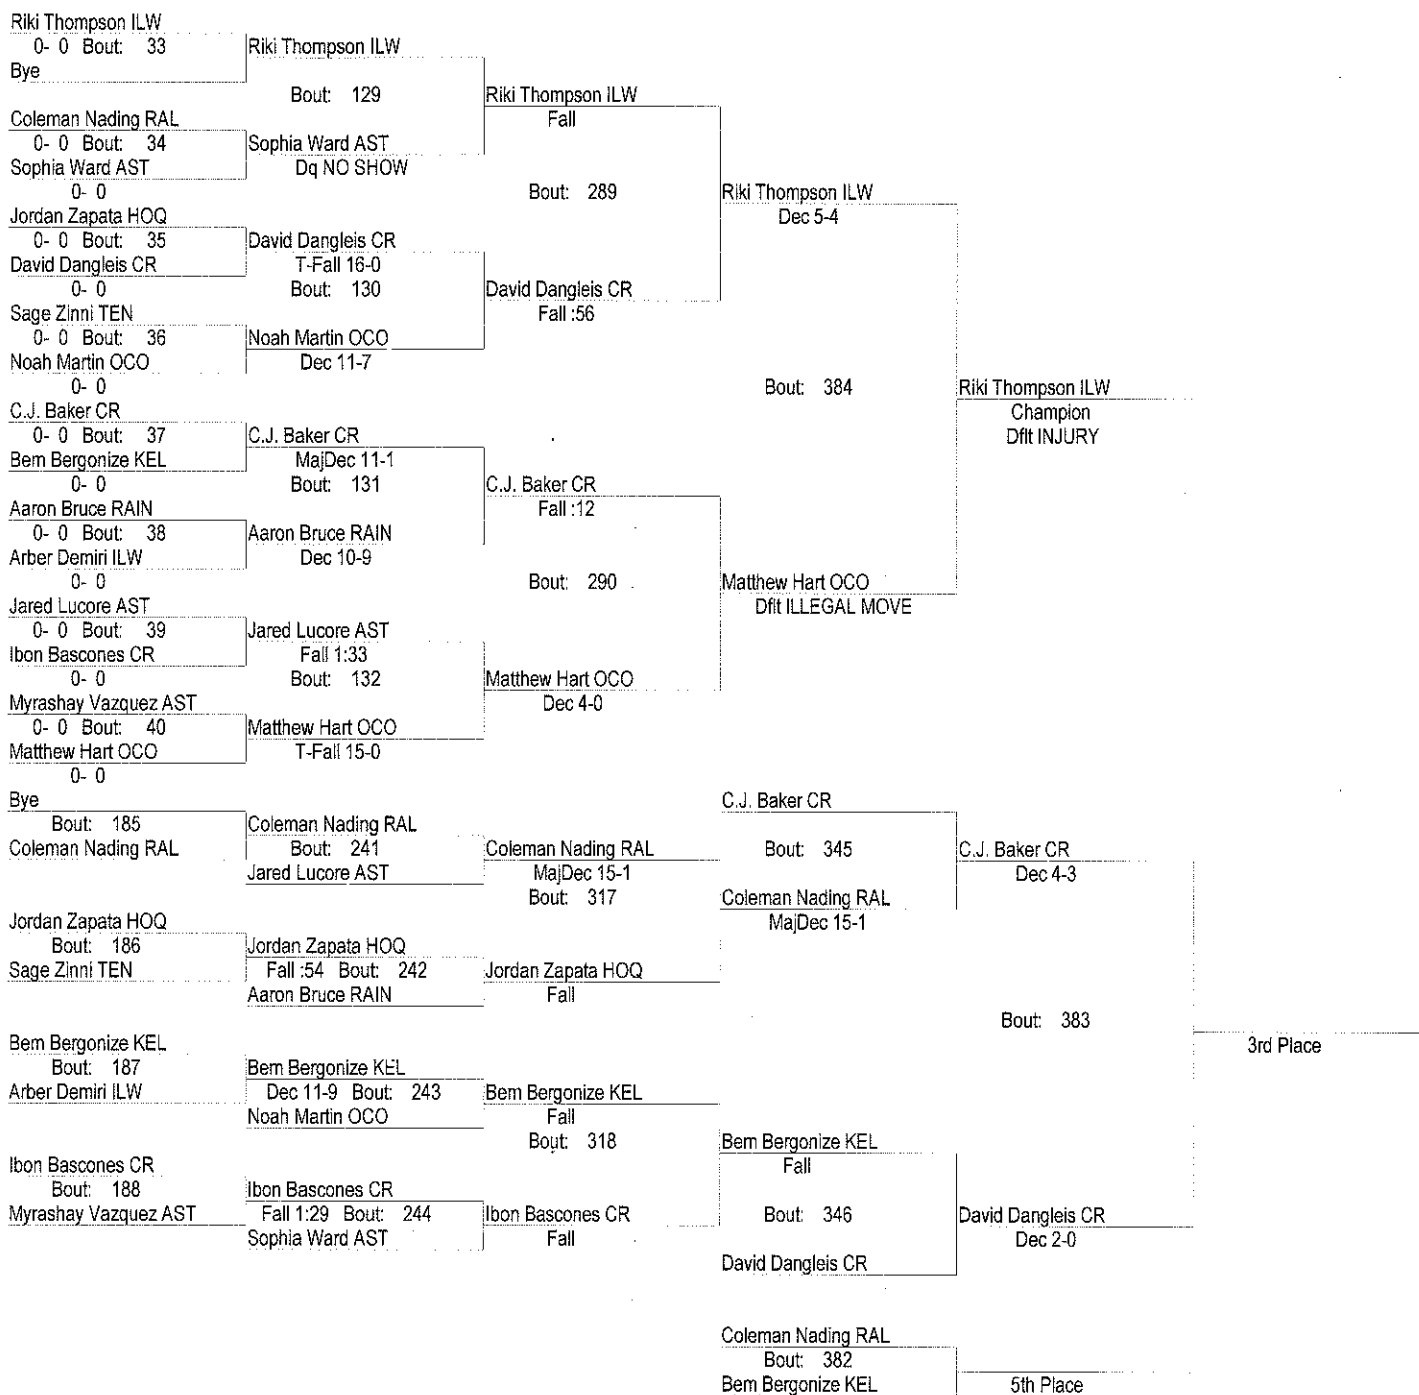 Riki Thompson ILW
0- 0 Bout: 33
Bye
Riki Thompson ILW
Bout: 129
Riki Thompson ILW
Fall
Coleman Nading RAL
0- 0 Bout: 34
Sophia Ward AST
0- 0
Sophia Ward AST
Dq NO SHOW
Bout: 289
Riki Thompson ILW
Dec 5-4
Jordan Zapata HOQ
0- 0 Bout: 35
David Dangleis CR
0- 0
David Dangleis CR
T-Fall 16-0
Bout: 130
David Dangleis CR
Fall :56
Sage Zinni TEN
0- 0 Bout: 36
Noah Martin OCO
0- 0
Noah Martin OCO
Dec 11-7
Bout: 384
Riki Thompson ILW
Champion
Dflt INJURY
C.J. Baker CR
0- 0 Bout: 37
Bem Bergonize KEL
0- 0
C.J. Baker CR
MajDec 11-1
Bout: 131
C.J. Baker CR
Fall :12
Aaron Bruce RAIN
0- 0 Bout: 38
Arber Demiri ILW
0- 0
Aaron Bruce RAIN
Dec 10-9
Bout: 290
Matthew Hart OCO
Dflt ILLEGAL MOVE
Jared Lucore AST
0- 0 Bout: 39
Ibon Bascones CR
0- 0
Jared Lucore AST
Fall 1:33
Bout: 132
Matthew Hart OCO
Dec 4-0
Myrashay Vazquez AST
0- 0 Bout: 40
Matthew Hart OCO
0- 0
Matthew Hart OCO
T-Fall 15-0
Bye
Bout: 185
Coleman Nading RAL
Coleman Nading RAL
Bout: 241
Jared Lucore AST
Coleman Nading RAL
MajDec 15-1
Bout: 317
C.J. Baker CR
Bout: 345
Coleman Nading RAL
MajDec 15-1
C.J. Baker CR
Dec 4-3
Jordan Zapata HOQ
Bout: 186
Sage Zinni TEN
Jordan Zapata HOQ
Fall :54 Bout: 242
Aaron Bruce RAIN
Jordan Zapata HOQ
Fall
Bout: 383
3rd Place
Bem Bergonize KEL
Bout: 187
Arber Demiri ILW
Bem Bergonize KEL
Dec 11-9 Bout: 243
Noah Martin OCO
Bem Bergonize KEL
Fall
Bout: 318
Bem Bergonize KEL
Fall
Ibon Bascones CR
Bout: 188
Myrashay Vazquez AST
Ibon Bascones CR
Fall 1:29 Bout: 244
Sophia Ward AST
Ibon Bascones CR
Fall
Bout: 346
David Dangleis CR
David Dangleis CR
Dec 2-0
Coleman Nading RAL
Bout: 382
Bem Bergonize KEL
5th Place